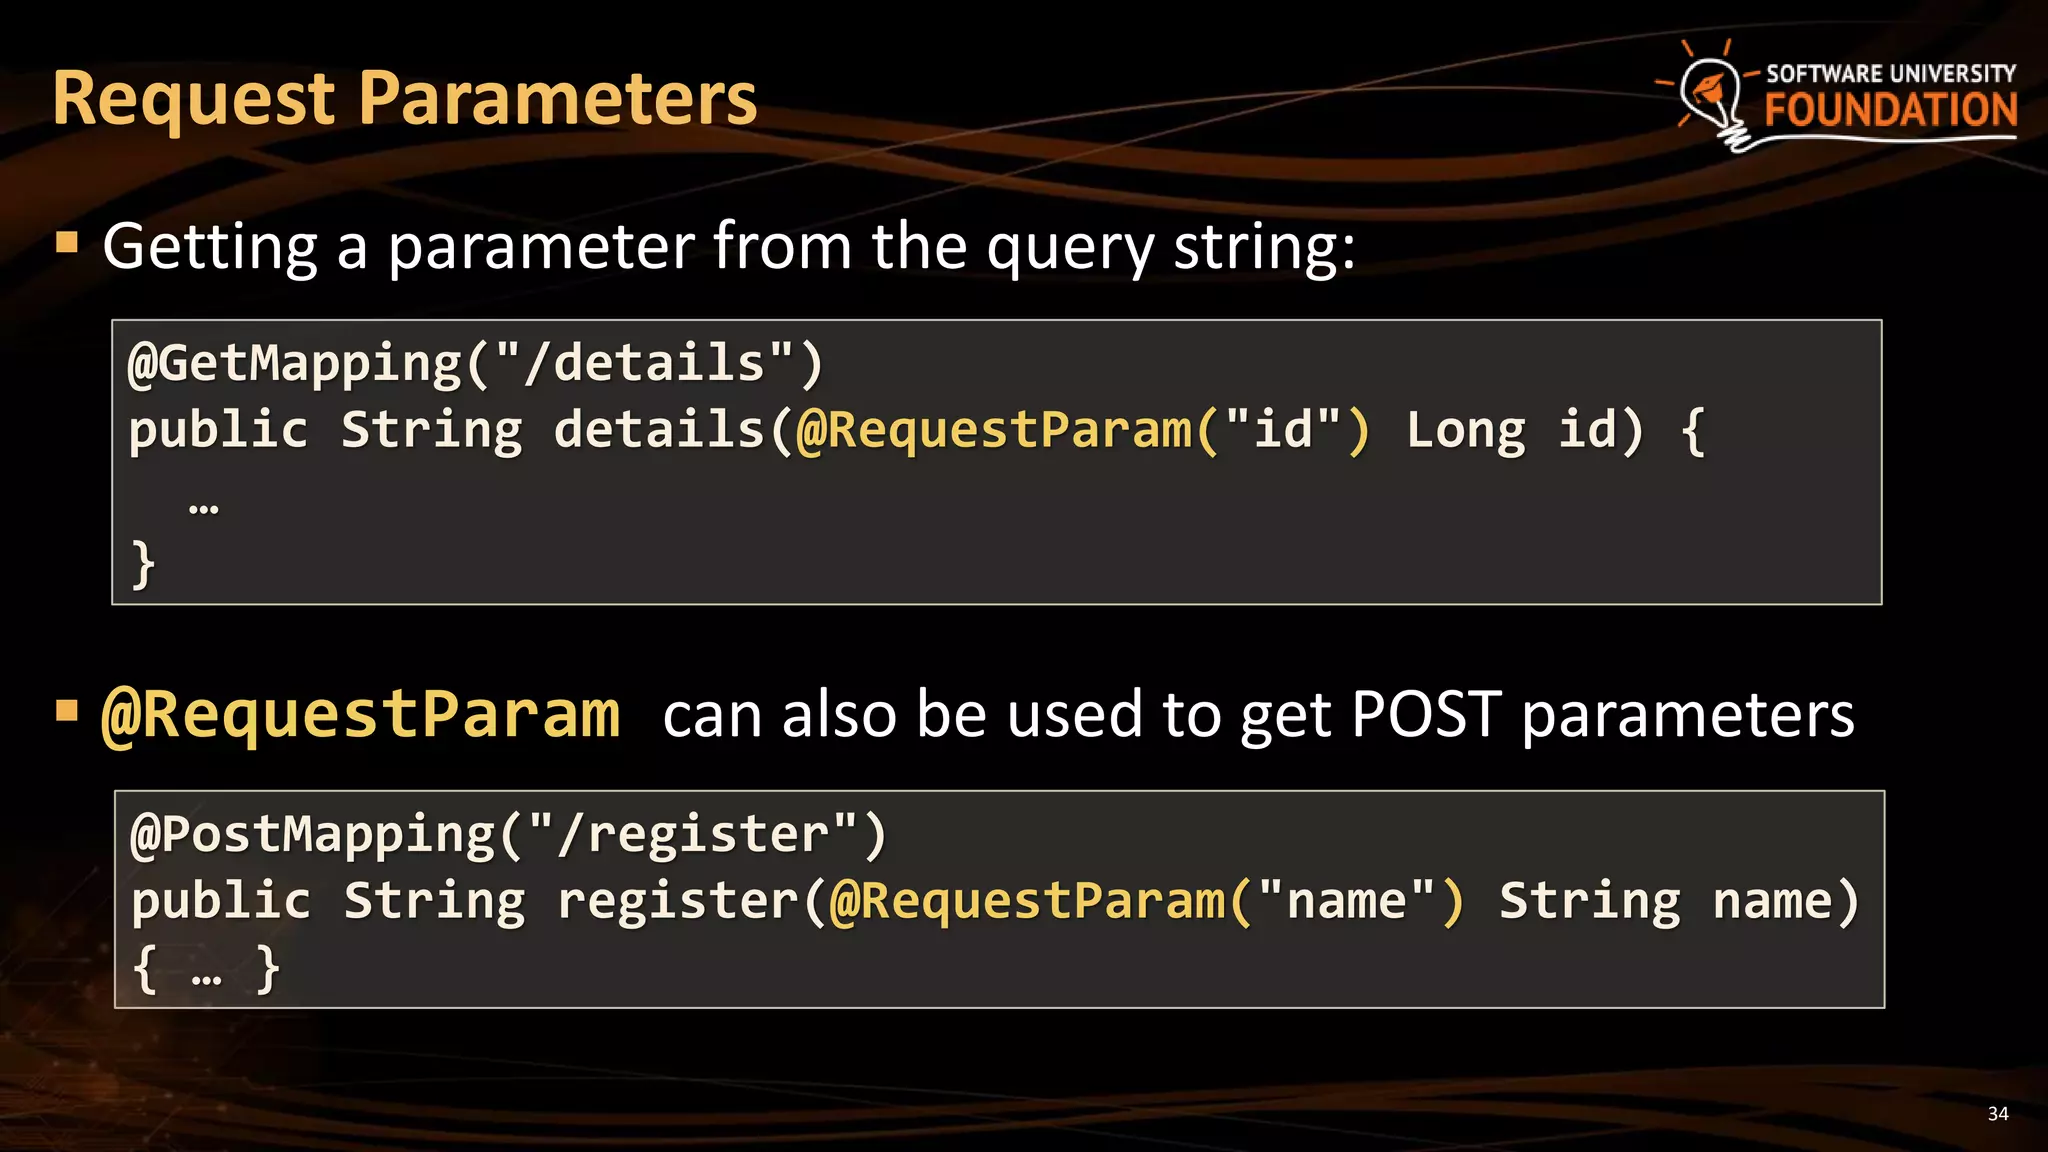 Request Parameters
SOFTWARE UNIVERSITY
FOUNDATION
▪ Getting a parameter from the query string:
@GetMapping("/details")
public String details(@RequestParam("id") Long id) {
  …
}
▪ @RequestParam can also be used to get POST parameters
@PostMapping("/register")
public String register(@RequestParam("name") String name)
{ … }
34